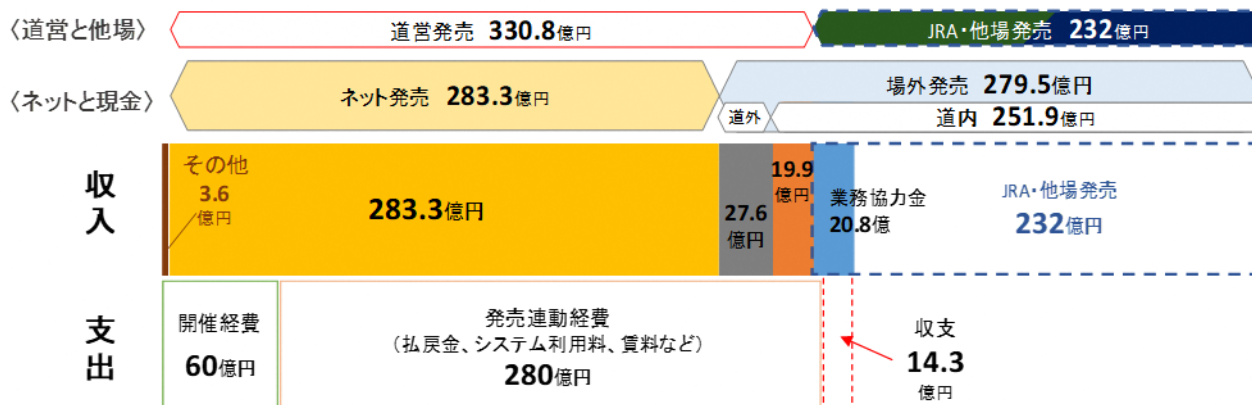 〈道営と他場〉
道営発売 330.8億円
JRA・他場発売 232億円
〈ネットと現金〉
ネット発売 283.3億円
場外発売 279.5億円
道外
道内 251.9億円
収入
その他
3.6
億円
283.3億円
27.6
億円
19.9
億円
業務協力金
20.8億
JRA・他場発売
232億円
支出
開催経費
60億円
発売連動経費
(払戻金、システム利用料、賃料など)
280億円
収支
14.3
億円